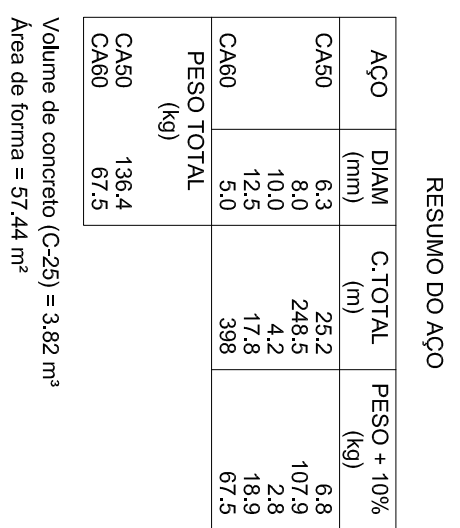 RESUMO DO AÇO
AÇO DIAM C.TOTAL PESO + 10%
(mm) (m) (kg)
CA50 6.3 25.2 6.8
8.0 248.5 107.9
10.0 4.2 2.8
12.5 17.8 18.9
CA60 5.0 398 67.5
PESO TOTAL
(kg)
CA50 136.4
CA60 67.5
Volume de concreto (C-25) = 3.82 m³
Área de forma = 57.44 m²